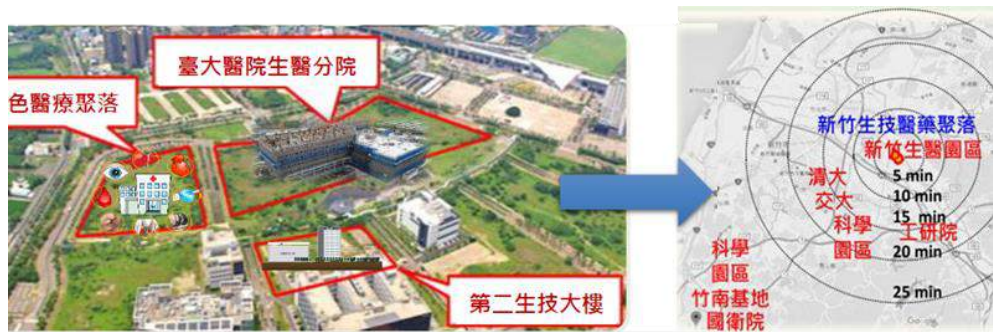 臺大醫院生醫分院
色醫療聚落
第二生技大樓
新竹生技醫藥聚落
新竹生醫園區
清大
5 min
交大
10 min
15 min
科學
園區
工研院
20 min
科學
園區
25 min
竹南基地
國衛院